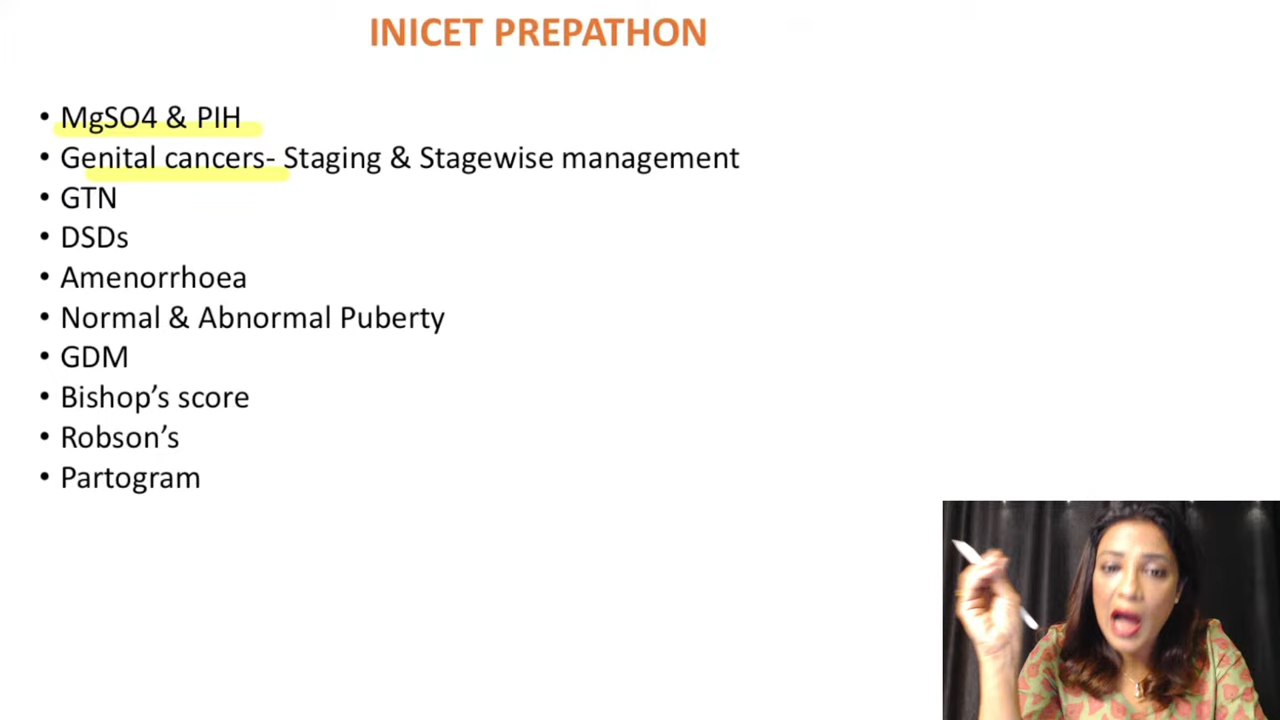 INICET PREPATHON
• MgSO4 & PIH
• Genital cancers- Staging & Stagewise management
• GTN
• DSDs
• Amenorrhoea
• Normal & Abnormal Puberty
• GDM
• Bishop’s score
• Robson’s
• Partogram